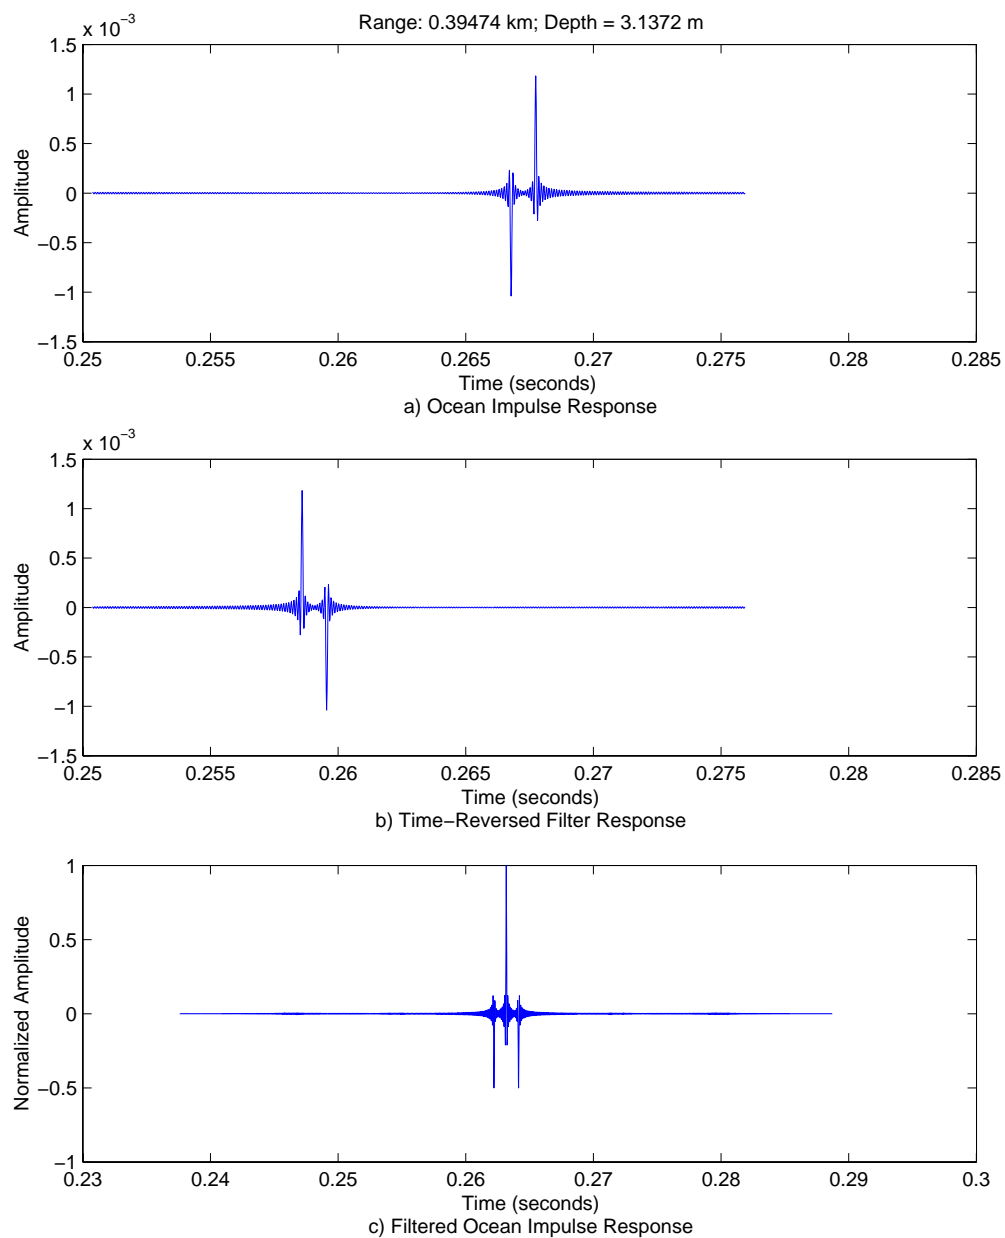 Range: 0.39474 km; Depth = 3.1372 m
x 10−3
1.5
1
0.5
0
−0.5
−1
−1.5
Amplitude
0.25 0.255 0.26 0.265 0.27 0.275 0.28 0.285
Time (seconds)
a) Ocean Impulse Response
x 10−3
1.5
1
0.5
0
−0.5
−1
−1.5
Amplitude
0.25 0.255 0.26 0.265 0.27 0.275 0.28 0.285
Time (seconds)
b) Time−Reversed Filter Response
1
0.5
0
−0.5
−1
Normalized Amplitude
0.23 0.24 0.25 0.26 0.27 0.28 0.29 0.3
Time (seconds)
c) Filtered Ocean Impulse Response